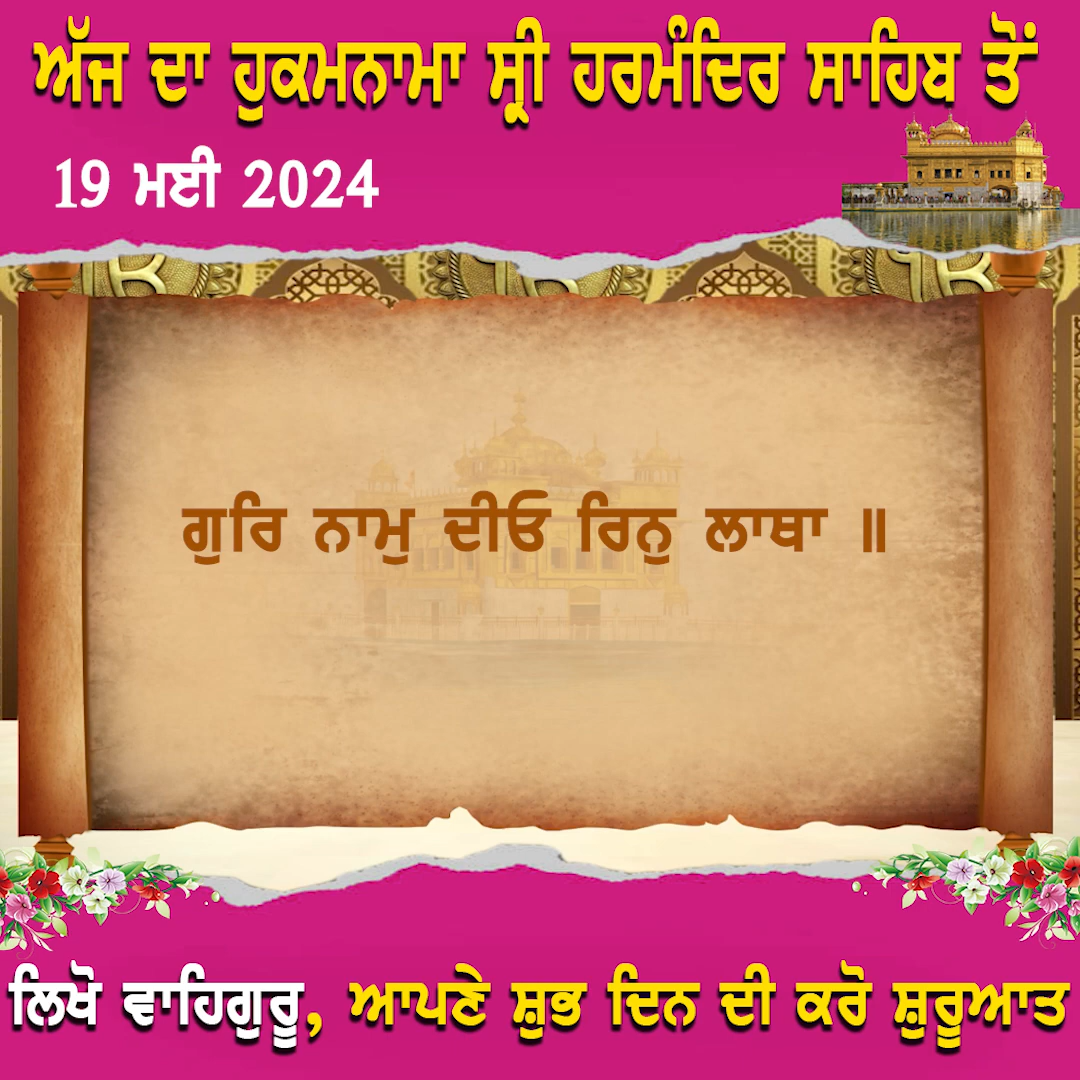 ਅੱਜ ਦਾ ਹੁਕਮਨਾਮਾ ਸ੍ਰੀ ਹਰਮੰਦਿਰ ਸਾਹਿਬ ਤੋਂ
19 ਮਈ 2024
ਗੁਰਿ ਨਾਮੁ ਦੀਓ ਰਿਨੁ ਲਾਥਾ ॥
ਲਿਖੋ ਵਾਹਿਗੁਰੂ, ਆਪਣੇ ਸ਼ੁਭ ਦਿਨ ਦੀ ਕਰੋ ਸ਼ੁਰੂਆਤ